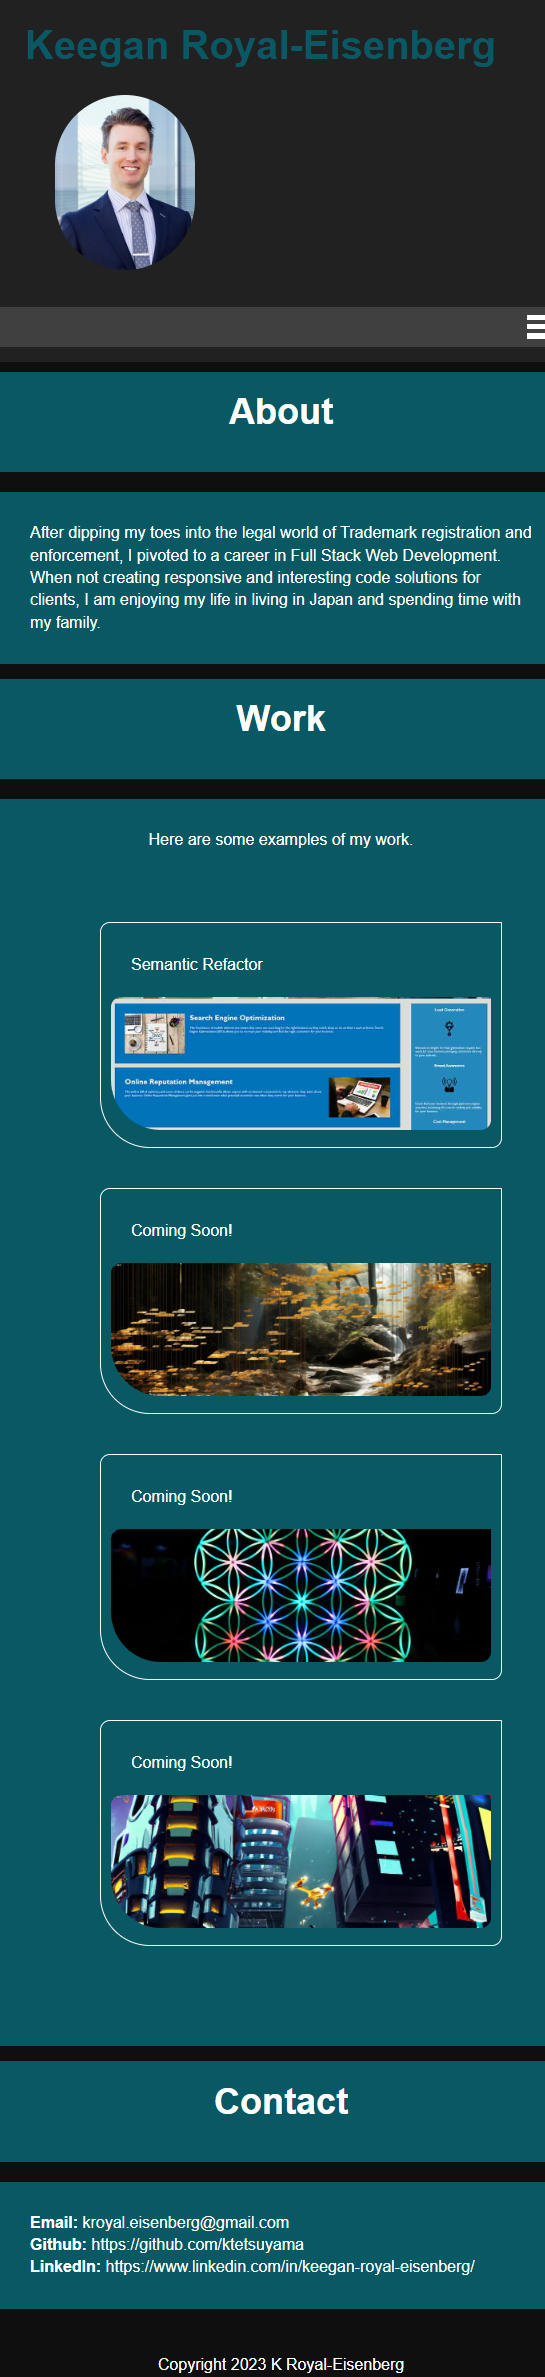 Keegan Royal-Eisenberg
About
After dipping my toes into the legal world of Trademark registration and
enforcement, I pivoted to a career in Full Stack Web Development.
When not creating responsive and interesting code solutions for
clients, I am enjoying my life in living in Japan and spending time with
my family.
Work
Here are some examples of my work.
Semantic Refactor
Search Engine Optimization
Online Reputation Management
Lead Generation
Brand Awareness
Cost Management
Coming Soon!
Coming Soon!
Coming Soon!
Contact
Email: kroyal.eisenberg@gmail.com
Github: https://github.com/ktetsuyama
LinkedIn: https://www.linkedin.com/in/keegan-royal-eisenberg/
Copyright 2023 K Royal-Eisenberg